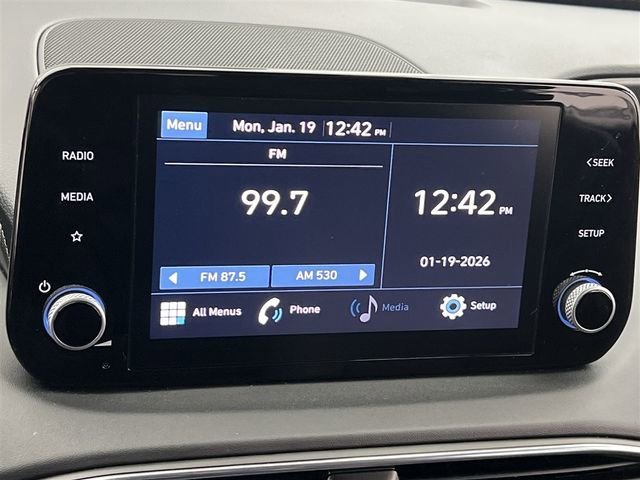 RADIO
MEDIA
Menu Mon, Jan. 19 12:42 PM
FM
99.7
FM 87.5 AM 530
12:42 PM
01-19-2026
All Menus Phone Media Setup
<SEEK
TRACK>
SETUP